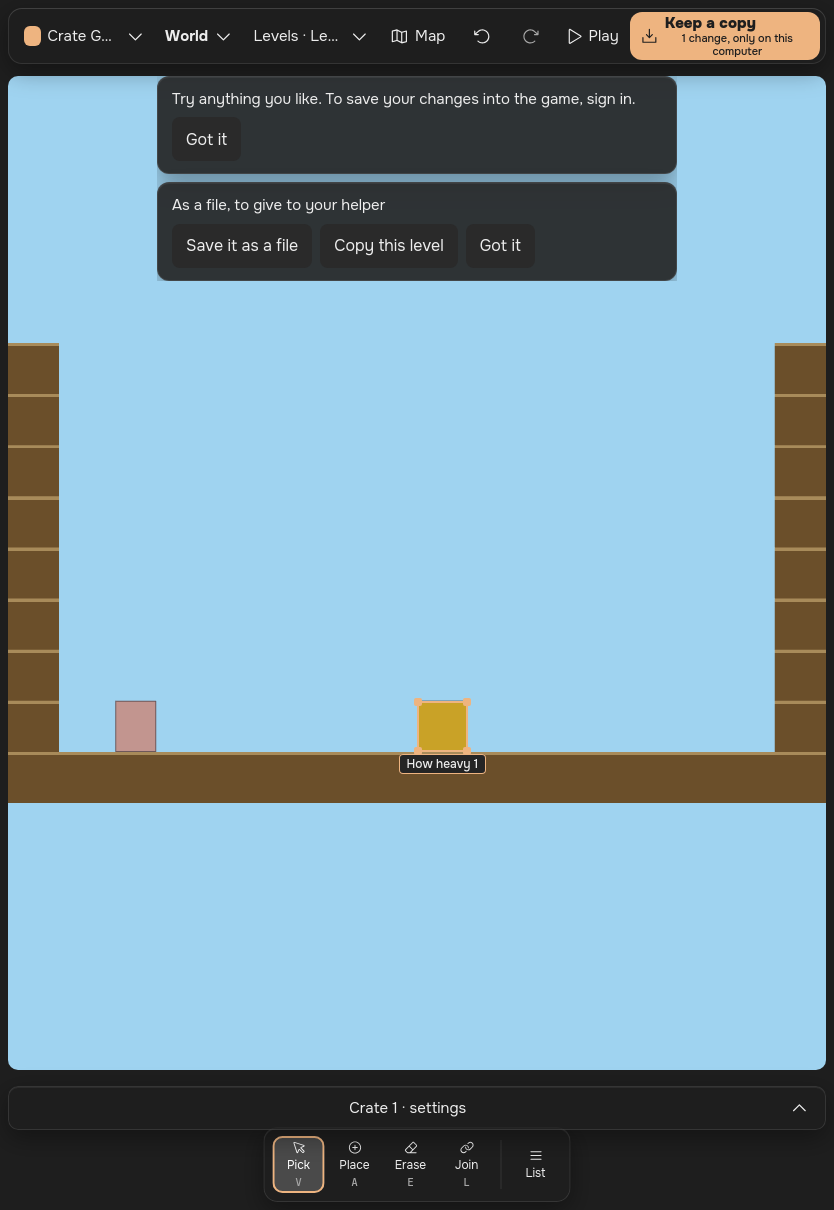 Crate G...
World
Levels · Le...
Map
Play
Keep a copy
1 change, only on this
computer
Try anything you like. To save your changes into the game, sign in.
Got it
As a file, to give to your helper
Save it as a file
Copy this level
Got it
How heavy 1
Crate 1 · settings
Pick
Place
Erase
Join
List
V
A
E
L